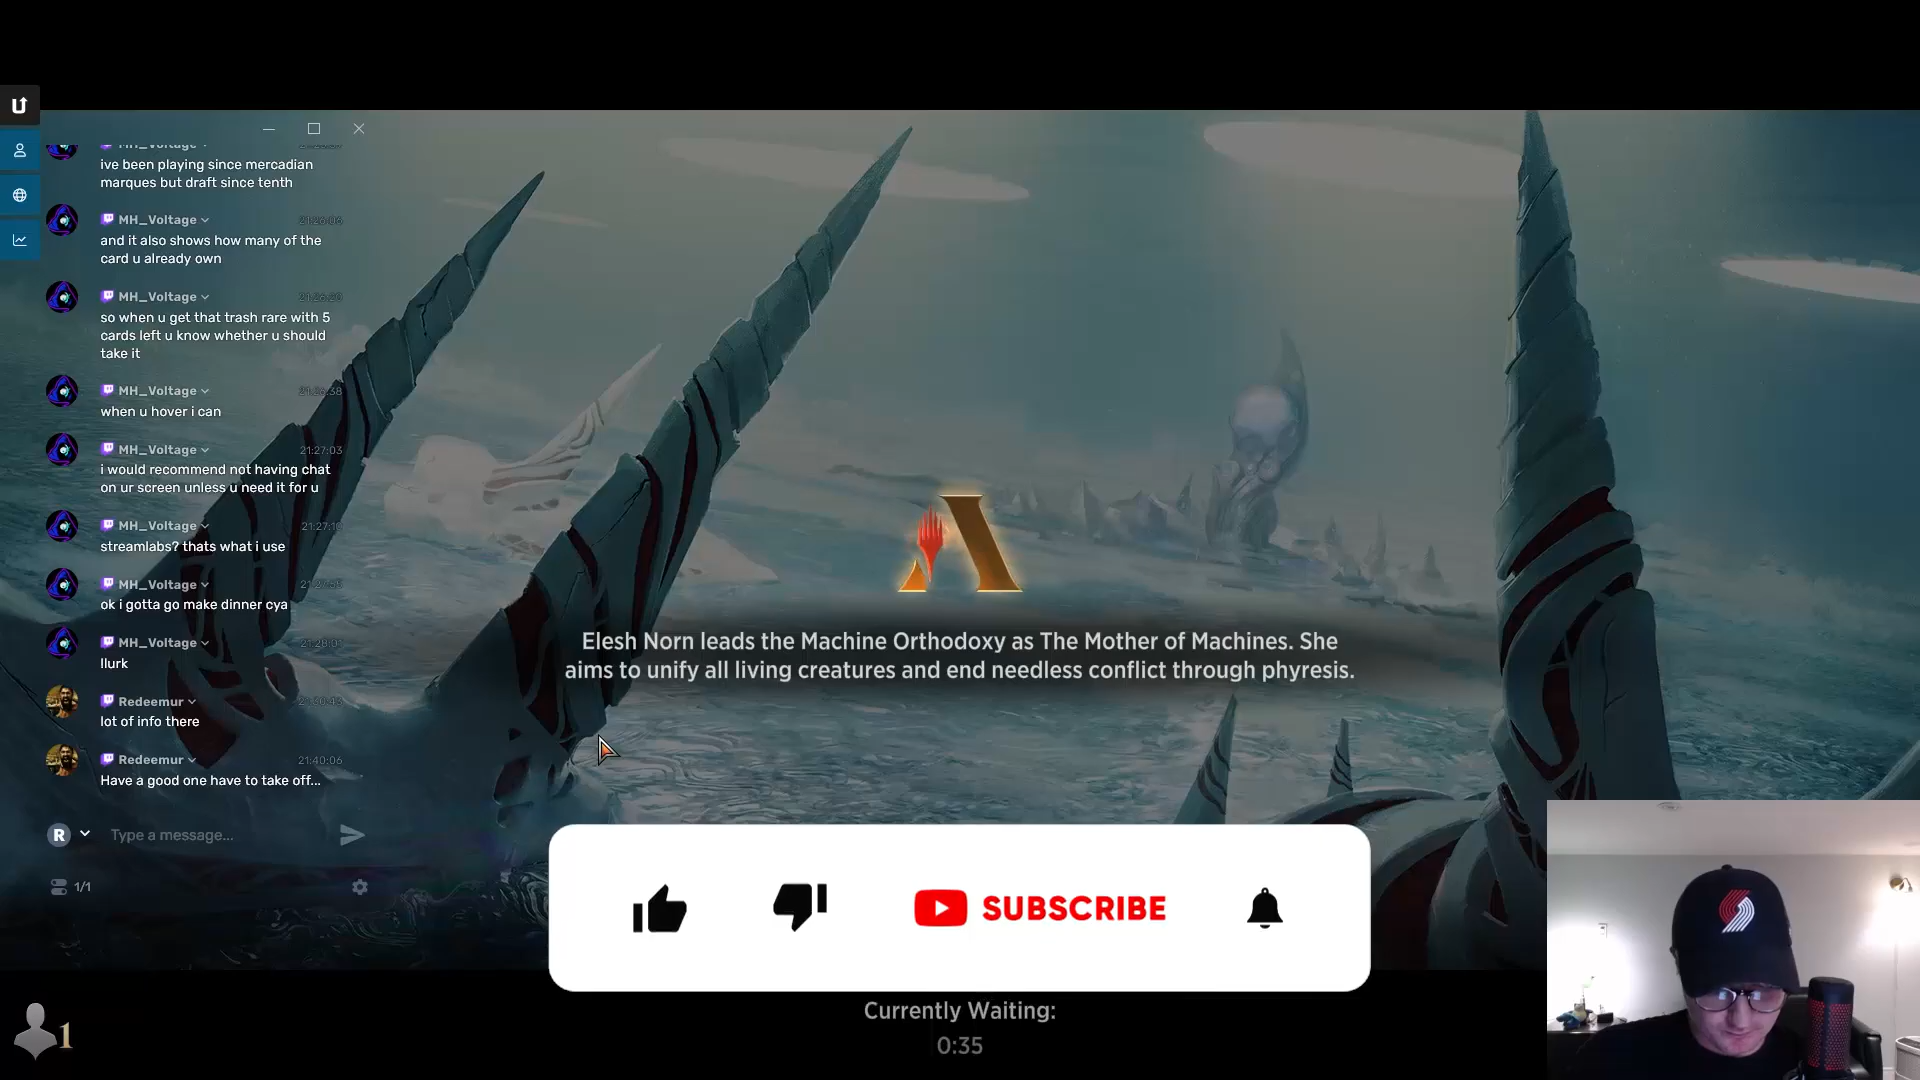 ive been playing since mercadian
marques but draft since tenth
MH_Voltage
21:26:06
and it also shows how many of the
card u already own
MH_Voltage
so when u get that trash rare with 5
cards left u know whether u should
take it
MH_Voltage
when u hover i can
MH_Voltage
21:27:03
i would recommend not having chat
on ur screen unless u need it for u
MH_Voltage
streamlabs? thats what i use
MH_Voltage
ok i gotta go make dinner cya
MH_Voltage
llurk
Redeemur
21:30:43
lot of info there
Redeemur
21:40:06
Have a good one have to take off...
R
Type a message...
1/1
Elesh Norn leads the Machine Orthodoxy as The Mother of Machines. She
aims to unify all living creatures and end needless conflict through phyresis.
SUBSCRIBE
Currently Waiting:
0:35
1